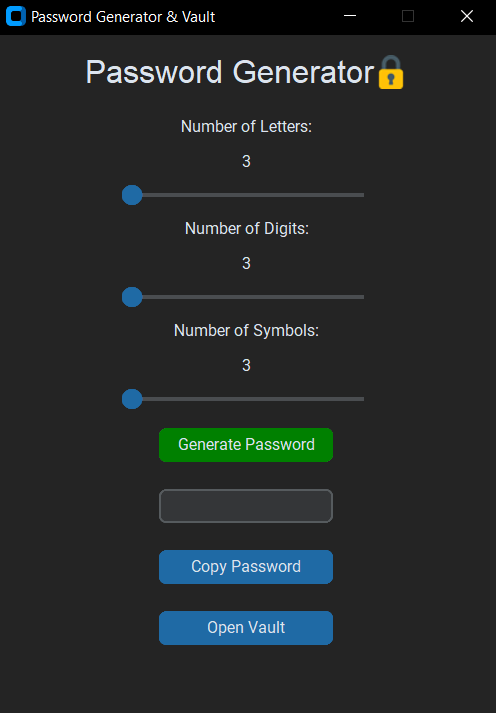 Password Generator & Vault
Password Generator🔒
Number of Letters:
3
Number of Digits:
3
Number of Symbols:
3
Generate Password
Copy Password
Open Vault